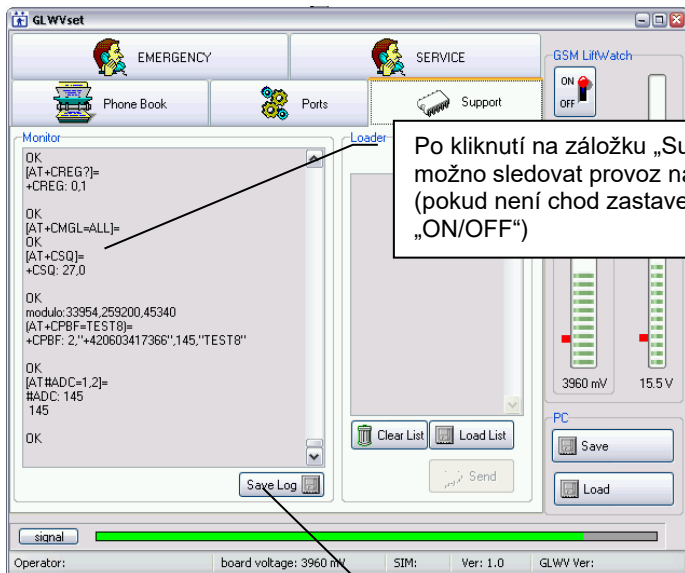 GLWVset
EMERGENCY
SERVICE
Phone Book
Ports
Support
GSM LiftWatch
ON
OFF
Monitor
OK
[AT+CREG?]=
+CREG: 0,1
OK
[AT+CMGL=ALL]=
OK
[AT+CSQ]=
+CSQ: 27,0
OK
modulo:33954,259200,45340
[AT+CPBF=TEST8]=
+CPBF: 2,"+420603417366",145,"TEST8"
OK
[AT#ADC=1,2]=
#ADC: 145
145
OK
Save Log
Loader
Po kliknutí na záložku „Su
možno sledovat provoz na
(pokud není chod zastave
„ON/OFF“)
Clear List
Load List
Send
3960 mV
15.5 V
PC
Save
Load
signal
Operator:
board voltage: 3960 mV
SIM:
Ver: 1.0
GLWV Ver: